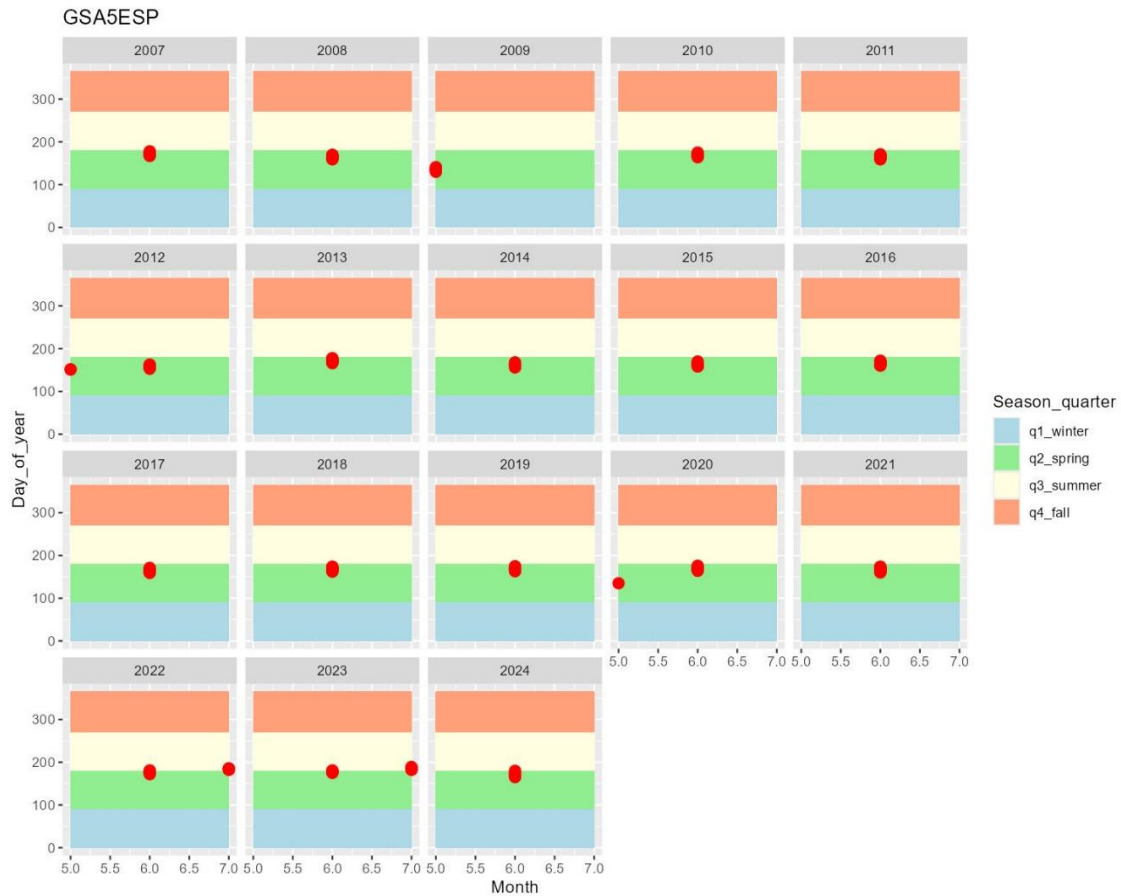 GSA5ESP
2007 2008 2009 2010 2011
300
200
100
0
2012 2013 2014 2015 2016
300
200
100
0
2017 2018 2019 2020 2021
300
200
100
0
5.0 5.5 6.0 6.5 7.0 5.0 5.5 6.0 6.5 7.0
2022 2023 2024
300
200
100
0
5.0 5.5 6.0 6.5 7.0 5.0 5.5 6.0 6.5 7.0 5.0 5.5 6.0 6.5 7.0
Month
Day_of_year
Season_quarter
q1_winter
q2_spring
q3_summer
q4_fall